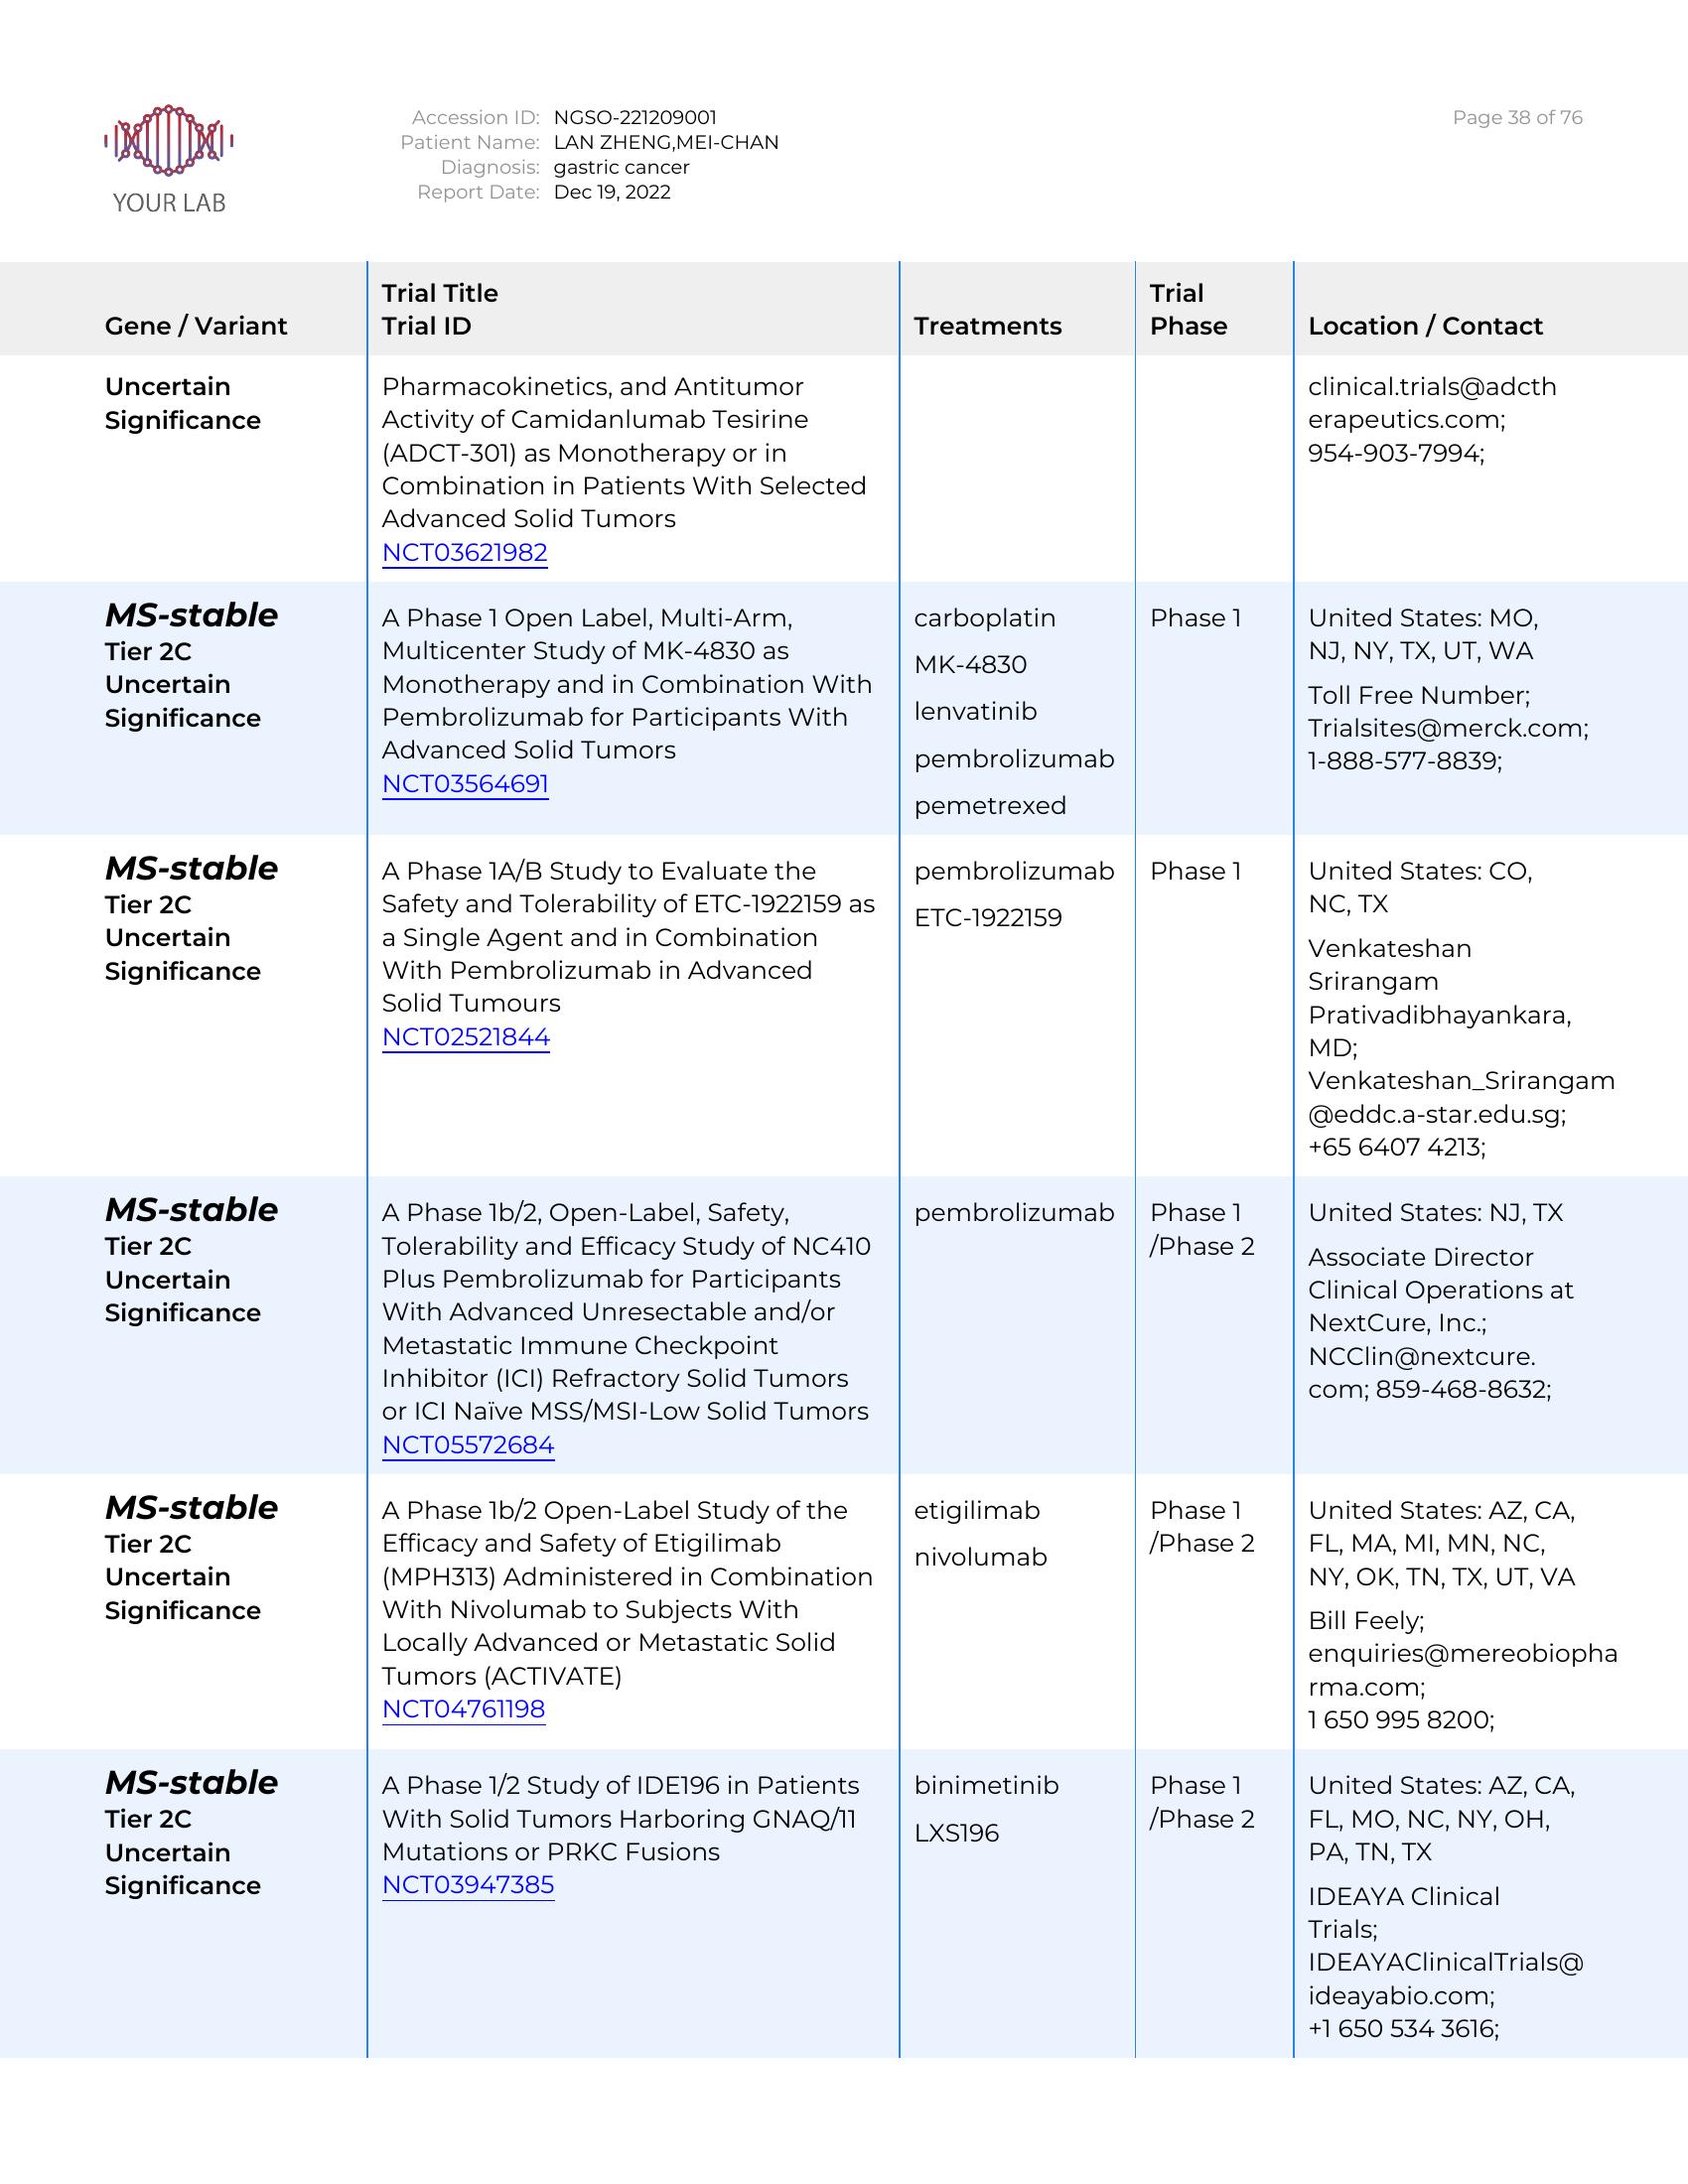 YOUR LAB
Accession ID: NGSO-221209001
Patient Name: LAN ZHENG,MEI-CHAN
Diagnosis: gastric cancer
Report Date: Dec 19, 2022
Page 38 of 76
Gene / Variant
Trial Title
Trial ID
Treatments
Trial
Phase
Location / Contact
Uncertain
Significance
Pharmacokinetics, and Antitumor
Activity of Camidanlumab Tesirine
(ADCT-301) as Monotherapy or in
Combination in Patients With Selected
Advanced Solid Tumors
NCT03621982
clinical.trials@adcth
erapeutics.com;
954-903-7994;
MS-stable
Tier 2C
Uncertain
Significance
A Phase 1 Open Label, Multi-Arm,
Multicenter Study of MK-4830 as
Monotherapy and in Combination With
Pembrolizumab for Participants With
Advanced Solid Tumors
NCT03564691
carboplatin
MK-4830
lenvatinib
pembrolizumab
pemetrexed
Phase 1
United States: MO,
NJ, NY, TX, UT, WA
Toll Free Number;
Trialsites@merck.com;
1-888-577-8839;
MS-stable
Tier 2C
Uncertain
Significance
A Phase 1A/B Study to Evaluate the
Safety and Tolerability of ETC-1922159 as
a Single Agent and in Combination
With Pembrolizumab in Advanced
Solid Tumours
NCT02521844
pembrolizumab
ETC-1922159
Phase 1
United States: CO,
NC, TX
Venkateshan
Srirangam
Prativadibhayankara,
MD;
Venkateshan_Srirangam
@eddc.a-star.edu.sg;
+65 6407 4213;
MS-stable
Tier 2C
Uncertain
Significance
A Phase 1b/2, Open-Label, Safety,
Tolerability and Efficacy Study of NC410
Plus Pembrolizumab for Participants
With Advanced Unresectable and/or
Metastatic Immune Checkpoint
Inhibitor (ICI) Refractory Solid Tumors
or ICI Naïve MSS/MSI-Low Solid Tumors
NCT05572684
pembrolizumab
Phase 1
/Phase 2
United States: NJ, TX
Associate Director
Clinical Operations at
NextCure, Inc.;
NCClin@nextcure.
com; 859-468-8632;
MS-stable
Tier 2C
Uncertain
Significance
A Phase 1b/2 Open-Label Study of the
Efficacy and Safety of Etigilimab
(MPH313) Administered in Combination
With Nivolumab to Subjects With
Locally Advanced or Metastatic Solid
Tumors (ACTIVATE)
NCT04761198
etigilimab
nivolumab
Phase 1
/Phase 2
United States: AZ, CA,
FL, MA, MI, MN, NC,
NY, OK, TN, TX, UT, VA
Bill Feely;
enquiries@mereobiopha
rma.com;
1 650 995 8200;
MS-stable
Tier 2C
Uncertain
Significance
A Phase 1/2 Study of IDE196 in Patients
With Solid Tumors Harboring GNAQ/11
Mutations or PRKC Fusions
NCT03947385
binimetinib
LXS196
Phase 1
/Phase 2
United States: AZ, CA,
FL, MO, NC, NY, OH,
PA, TN, TX
IDEAYA Clinical
Trials;
IDEAYAClinicalTrials@
ideayabio.com;
+1 650 534 3616;